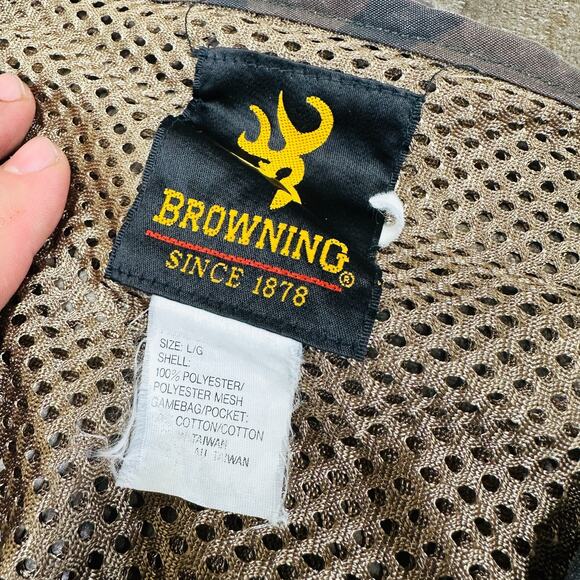 BROWNING®
SINCE 1878
SIZE: L/G
SHELL:
100% POLYESTER/
POLYESTER MESH
GAMEBAG/POCKET:
COTTON/COTTON
TAIWAN
TAIWAN